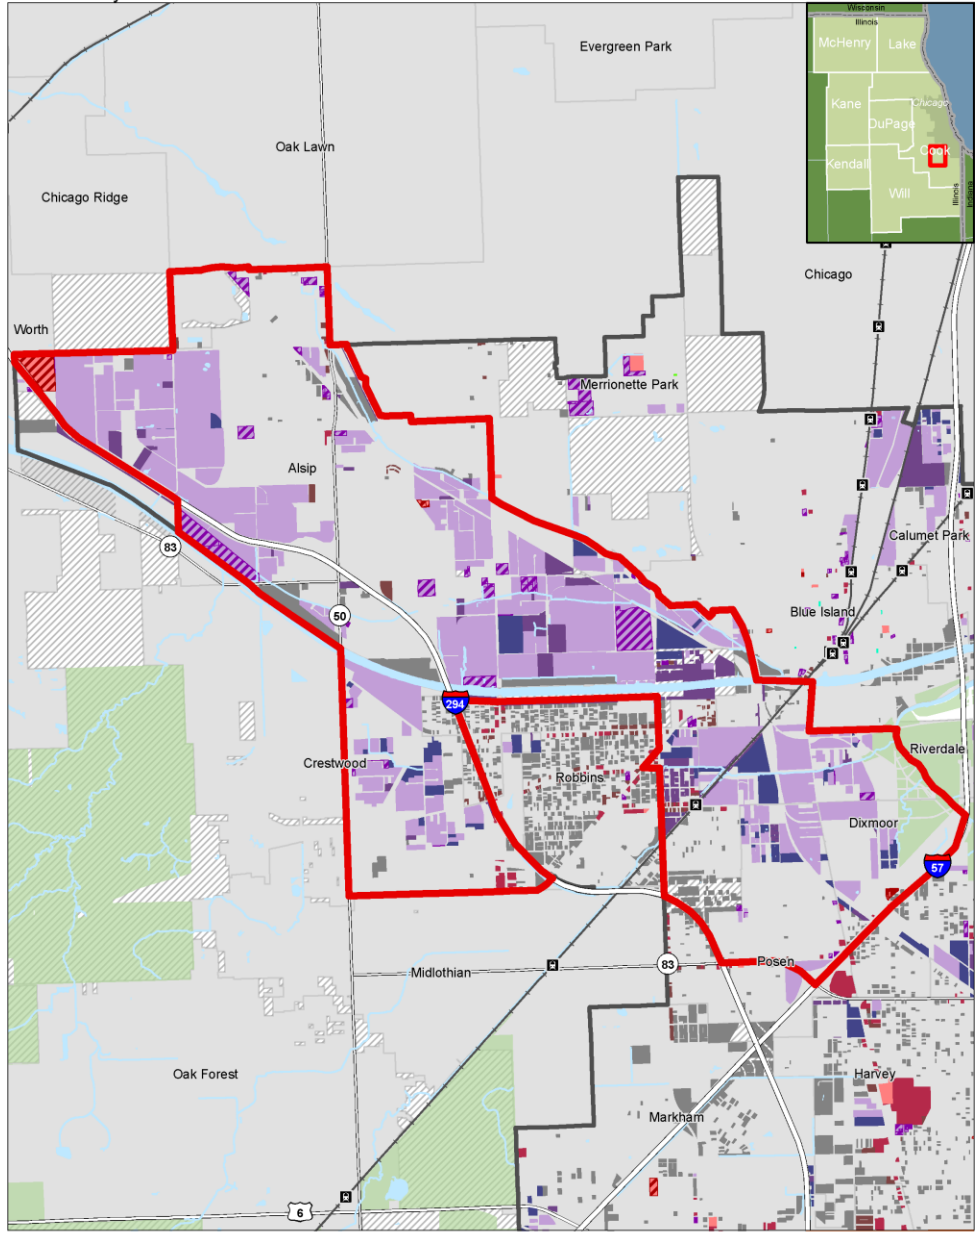 Wisconsin
Illinois
McHenry
Lake
Evergreen Park
Kane
Chicago
DuPage
Oak Lawn
Cook
Kendall
Chicago Ridge
Will
Illinois
Indiana
Chicago
Worth
Merrionette Park
Alsip
Calumet Park
83
50
Blue Island
294
Riverdale
Crestwood
Robbins
Dixmoor
57
Posen
83
Midlothian
Oak Forest
Harvey
Markham
6